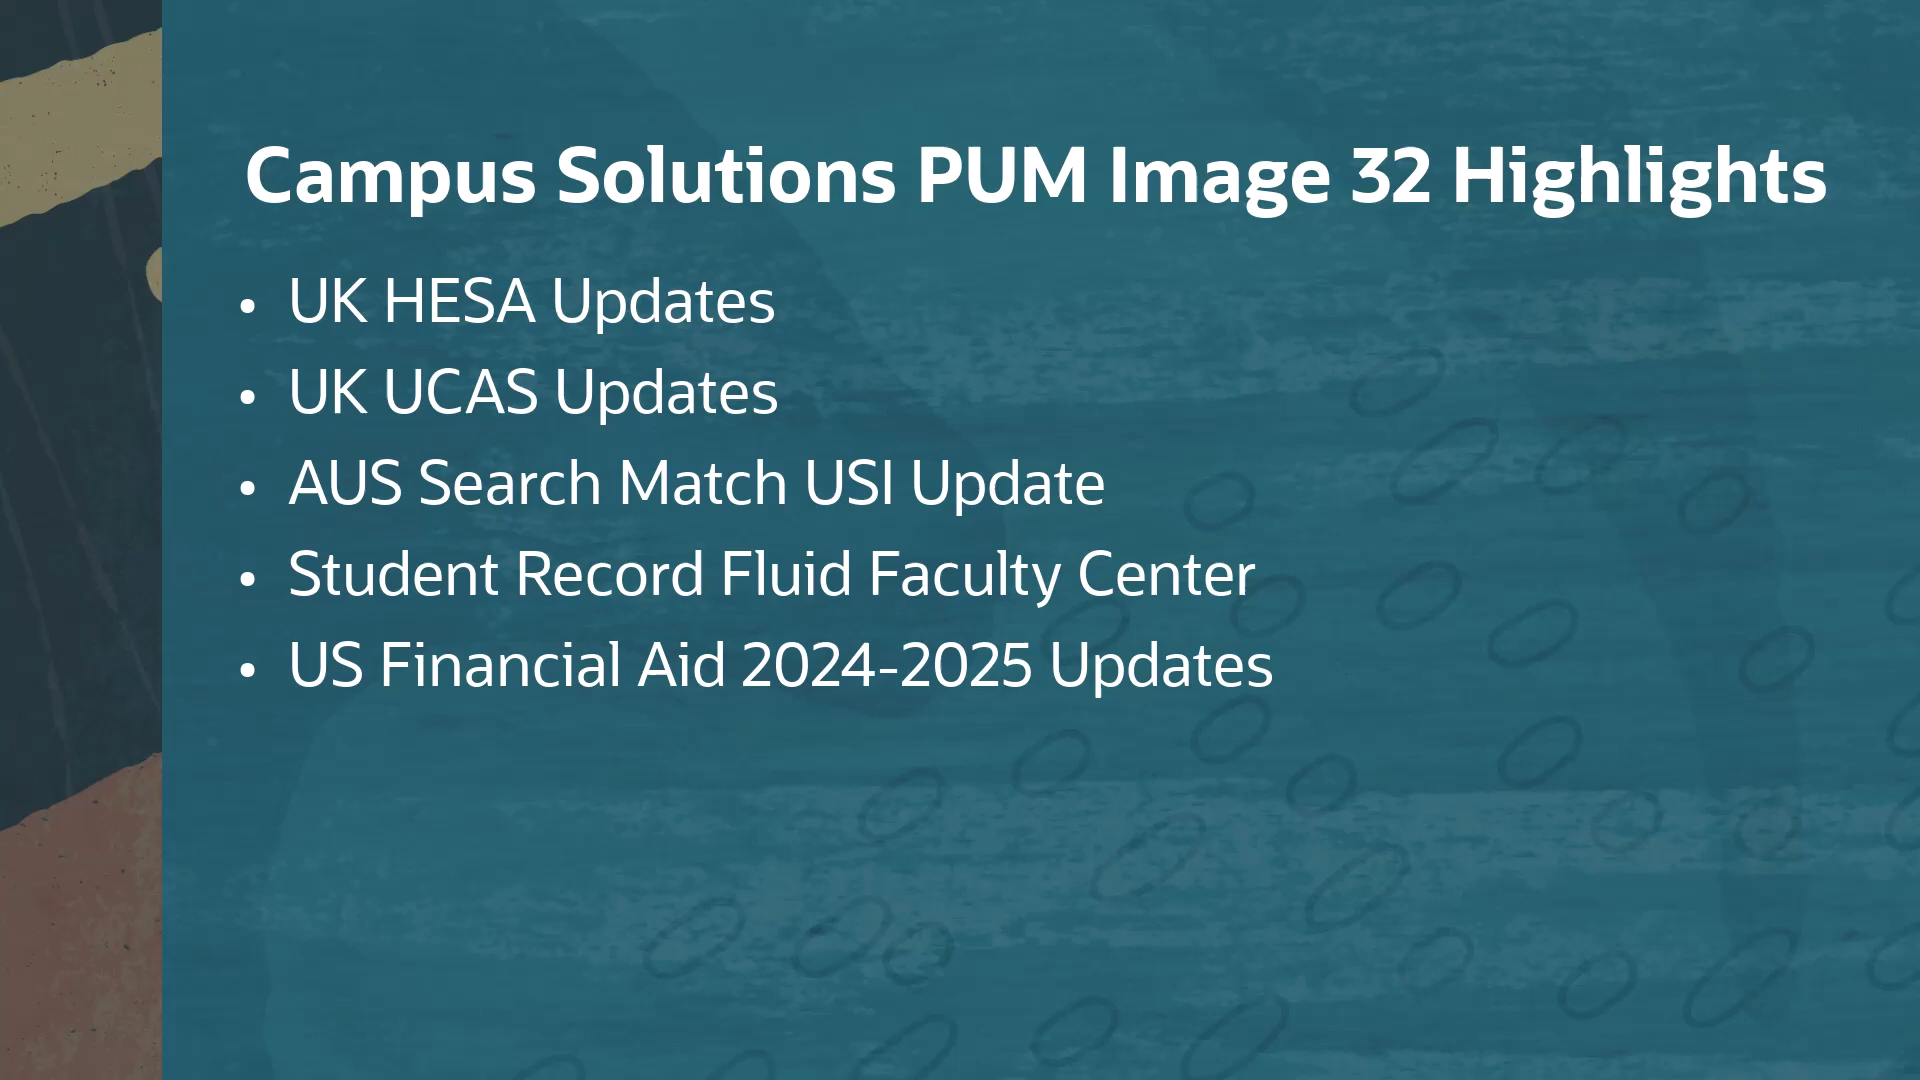 Campus Solutions PUM Image 32 Highlights
• UK HESA Updates
• UK UCAS Updates
• AUS Search Match USI Update
• Student Record Fluid Faculty Center
• US Financial Aid 2024-2025 Updates